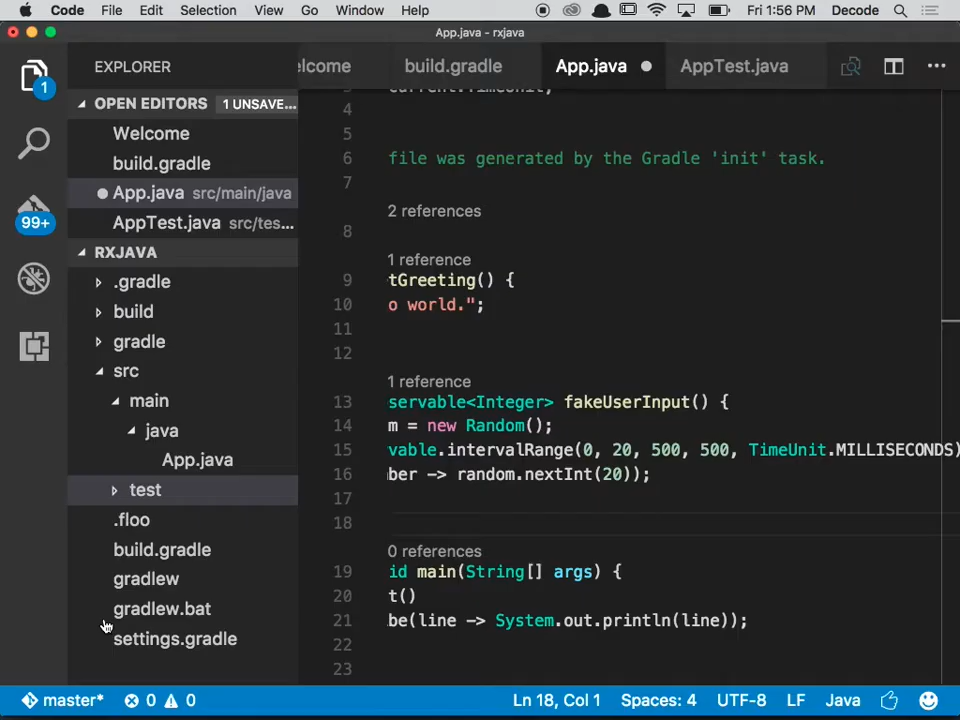 Code File Edit Selection View Go Window Help Fri 1:56 PM Decode
App.java - rxjava
EXPLORER
elcome build.gradle App.java AppTest.java
1
OPEN EDITORS 1 UNSAVE...
Welcome
build.gradle
App.java src/main/java
AppTest.java src/tes...
99+
RXJAVA
.gradle
build
gradle
src
main
java
App.java
test
.floo
build.gradle
gradlew
gradlew.bat
settings.gradle
4
5
6 file was generated by the Gradle 'init' task.
7
2 references
8
1 reference
9 tGreeting() {
10 o world.";
11
12
1 reference
13 servable<Integer> fakeUserInput() {
14 m = new Random();
15 vable.intervalRange(0, 20, 500, 500, TimeUnit.MILLISECONDS)
16 ber -> random.nextInt(20));
17
18
0 references
19 id main(String[] args) {
20 t()
21 be(line -> System.out.println(line));
22
23
master* 0 0 Ln 18, Col 1 Spaces: 4 UTF-8 LF Java